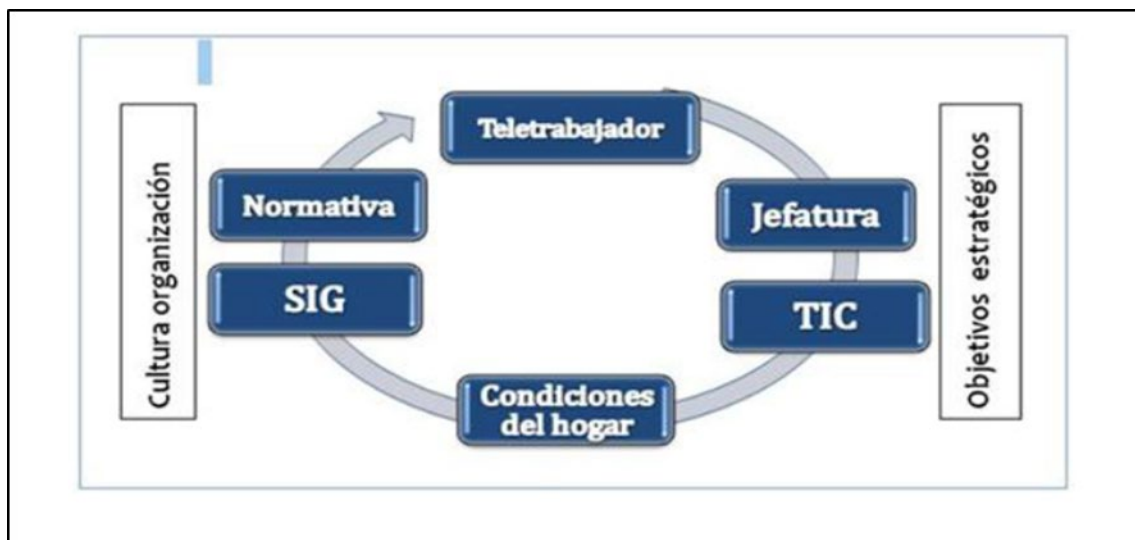 Cultura organización
Teletrabajador
Normativa
Jefatura
SIG
TIC
Condiciones
del hogar
Objetivos estratégicos